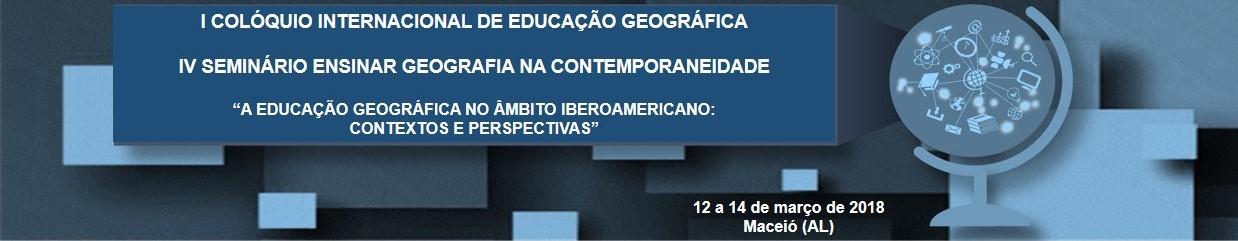 I COLÓQUIO INTERNACIONAL DE EDUCAÇÃO GEOGRÁFICA
IV SEMINÁRIO ENSINAR GEOGRAFIA NA CONTEMPORANEIDADE
“A EDUCAÇÃO GEOGRÁFICA NO ÂMBITO IBEROAMERICANO:
CONTEXTOS E PERSPECTIVAS”
12 a 14 de março de 2018
Maceió (AL)